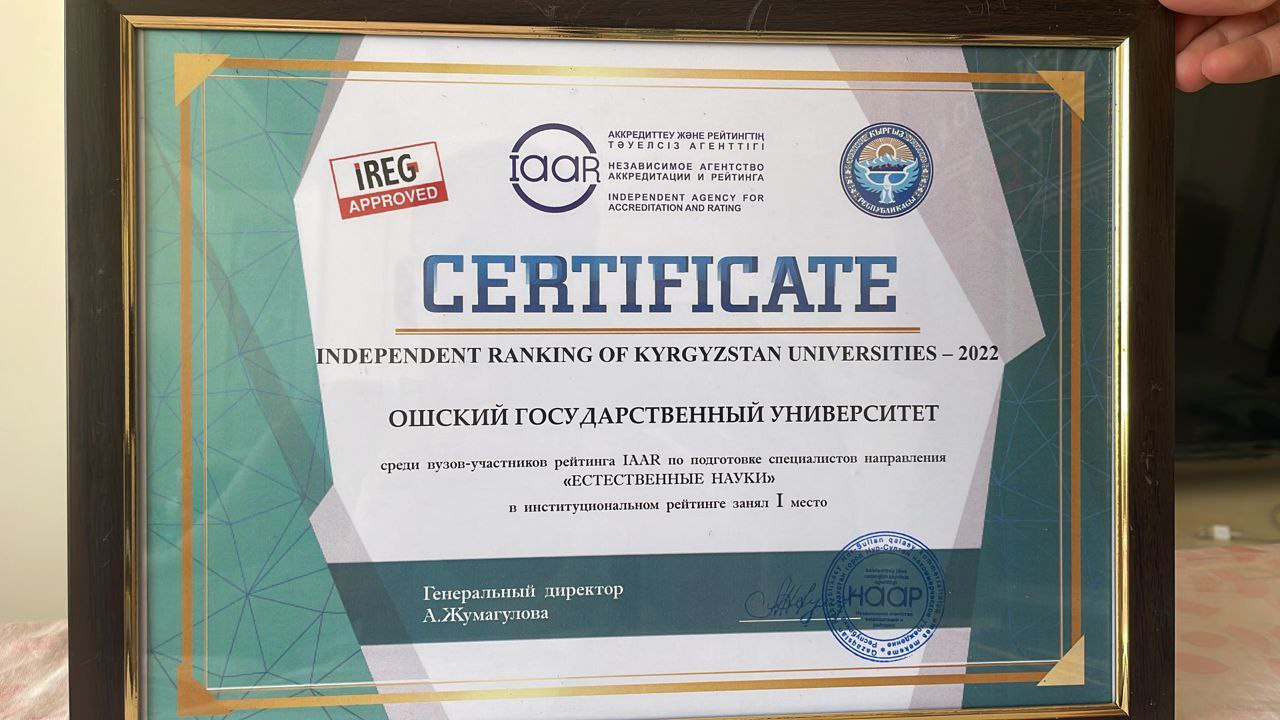 iREG
APPROVED
IAAR
АККРЕДИТТЕУ ЖӘНЕ РЕЙТИНГТІҢ
ТӘУЕЛСІЗ АГЕНТТІГІ
НЕЗАВИСИМОЕ АГЕНТСТВО
АККРЕДИТАЦИИ И РЕЙТИНГА
INDEPENDENT AGENCY FOR
ACCREDITATION AND RATING
КЫРГЫЗ
РЕСПУБЛИКАСЫ
CERTIFICATE
INDEPENDENT RANKING OF KYRGYZSTAN UNIVERSITIES – 2022
ОШСКИЙ ГОСУДАРСТВЕННЫЙ УНИВЕРСИТЕТ
среди вузов-участников рейтинга IAAR по подготовке специалистов направления
«ЕСТЕСТВЕННЫЕ НАУКИ»
в институциональном рейтинге занял I место
Генеральный директор
А.Жумагулова
НААР